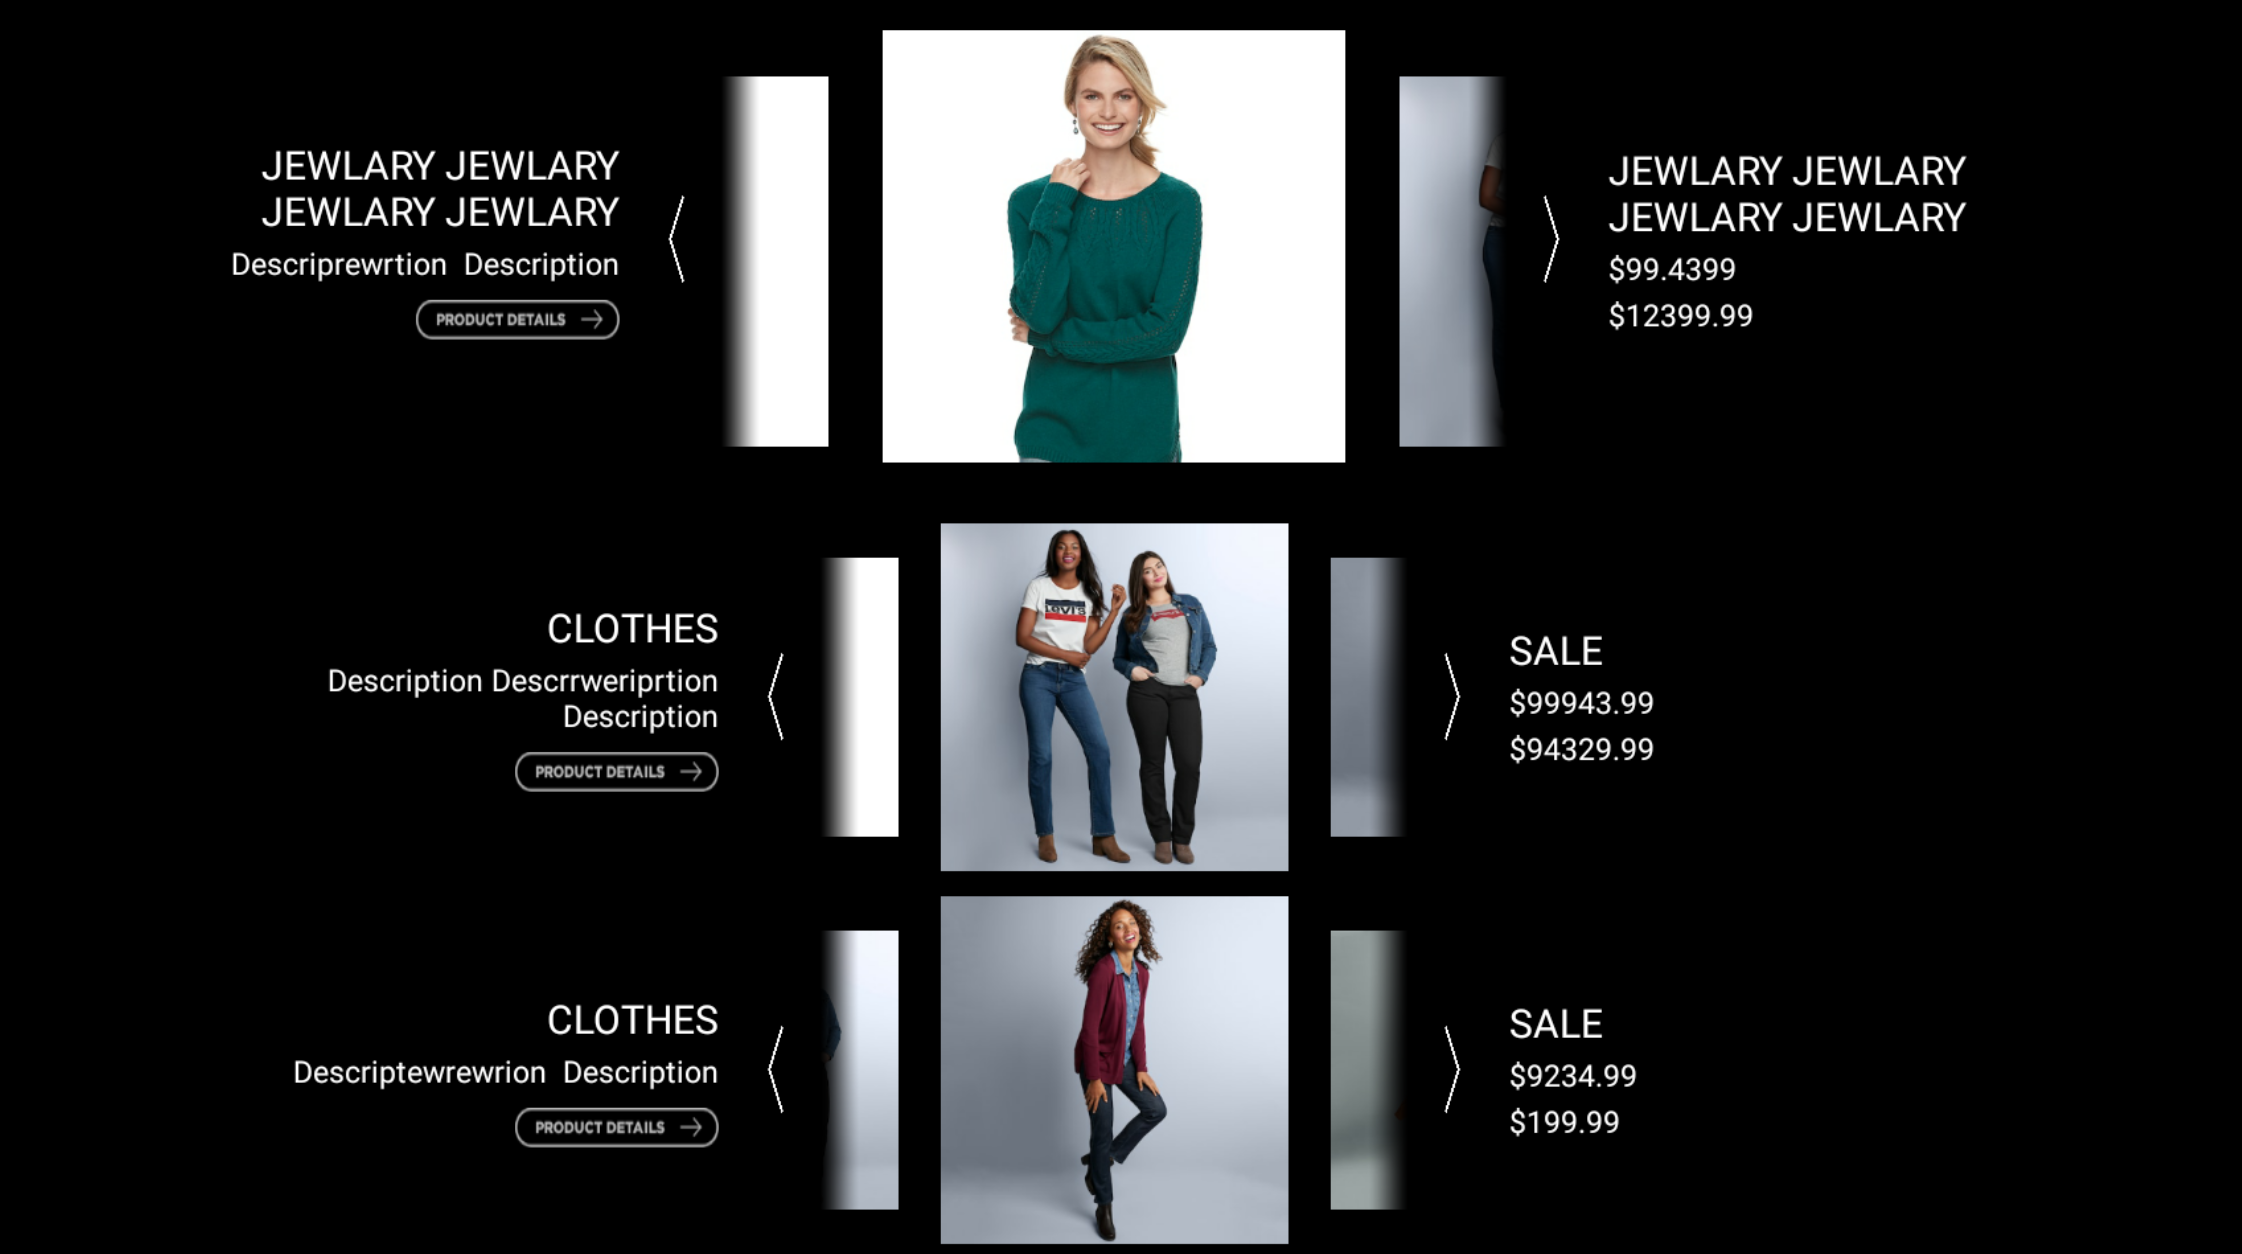 JEWLARY JEWLARY
JEWLARY JEWLARY
Descriprewrtion  Description
PRODUCT DETAILS
JEWLARY JEWLARY
JEWLARY JEWLARY
$99.4399
$12399.99
CLOTHES
Description Descrrweriprtion
Description
PRODUCT DETAILS
LEVI'S
SALE
$99943.99
$94329.99
CLOTHES
Descriptewrewrion  Description
PRODUCT DETAILS
SALE
$9234.99
$199.99